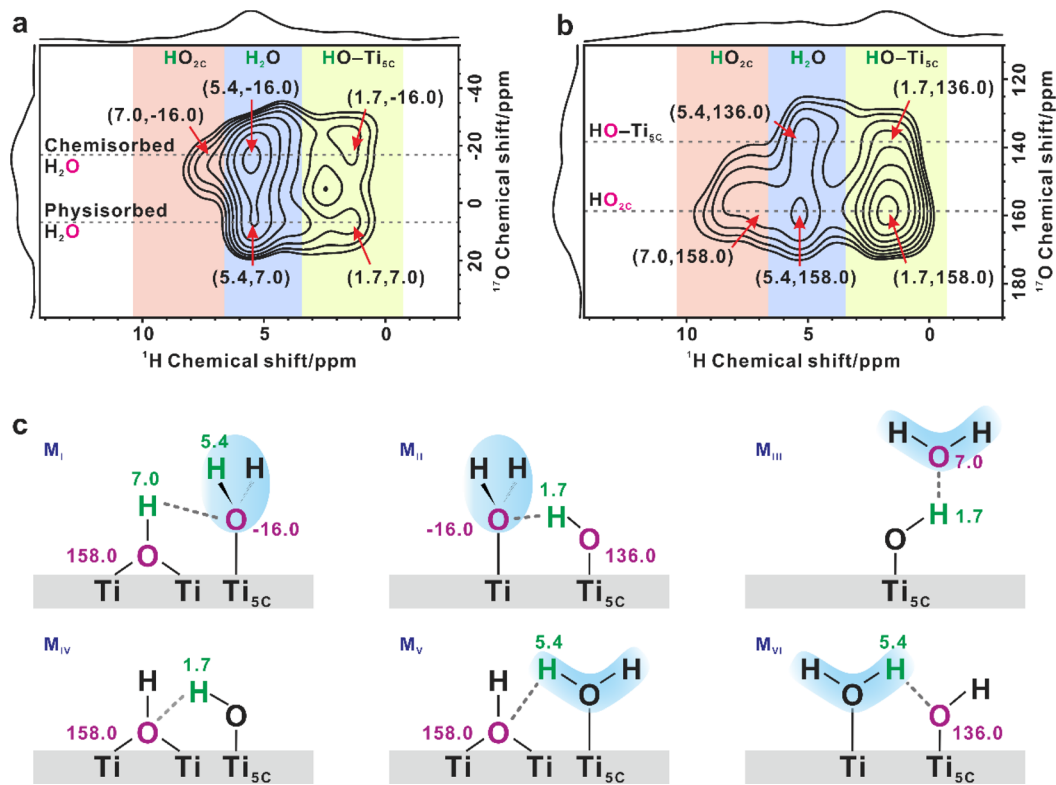 a
HO2C
H2O
HO–Ti5C
(5.4,-16.0)
(7.0,-16.0)
(1.7,-16.0)
Chemisorbed
H2O
Physisorbed
H2O
(5.4,7.0)
(1.7,7.0)
-40
-20
0
20
17O Chemical shift/ppm
10
5
0
1H Chemical shift/ppm
b
HO2C
H2O
HO–Ti5C
(5.4,136.0)
(1.7,136.0)
HO–Ti5C
HO2C
(7.0,158.0)
(5.4,158.0)
(1.7,158.0)
120
140
160
180
17O Chemical shift/ppm
10
5
0
1H Chemical shift/ppm
c
MI
5.4
H H
7.0
H
O
-16.0
158.0
O
Ti Ti Ti5C
MII
H H
1.7
O H
-16.0
O
136.0
Ti Ti5C
MIII
H H
O
7.0
H
1.7
O
Ti5C
MIV
1.7
H H
158.0
O O
Ti Ti Ti5C
MV
5.4
H H H
O
158.0
O
Ti Ti Ti5C
MVI
5.4
H H
O
H
O
136.0
Ti Ti5C